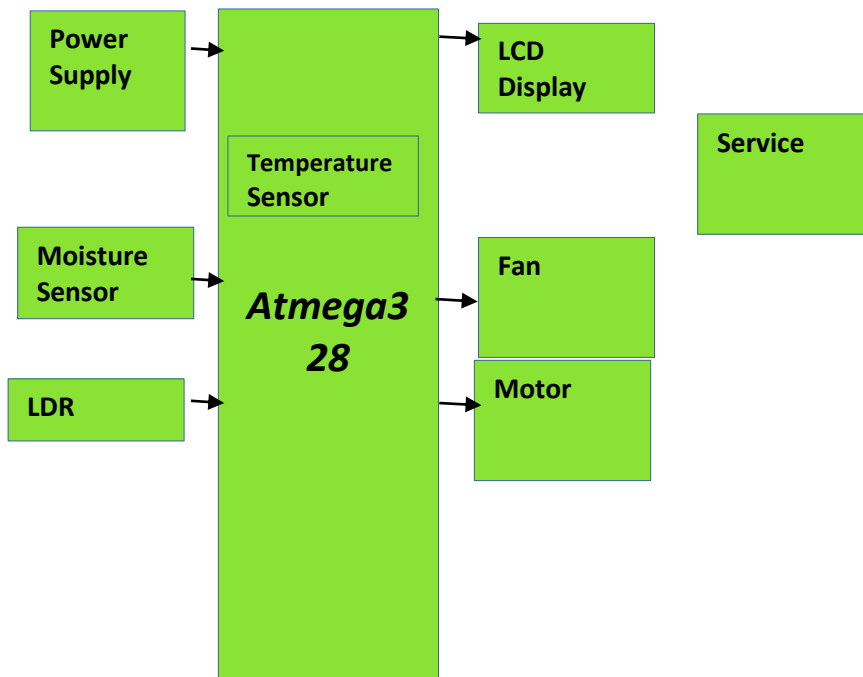 Power
Supply
LCD
Display
Service
Temperature
Sensor
Moisture
Sensor
Fan
Atmega3
28
LDR
Motor